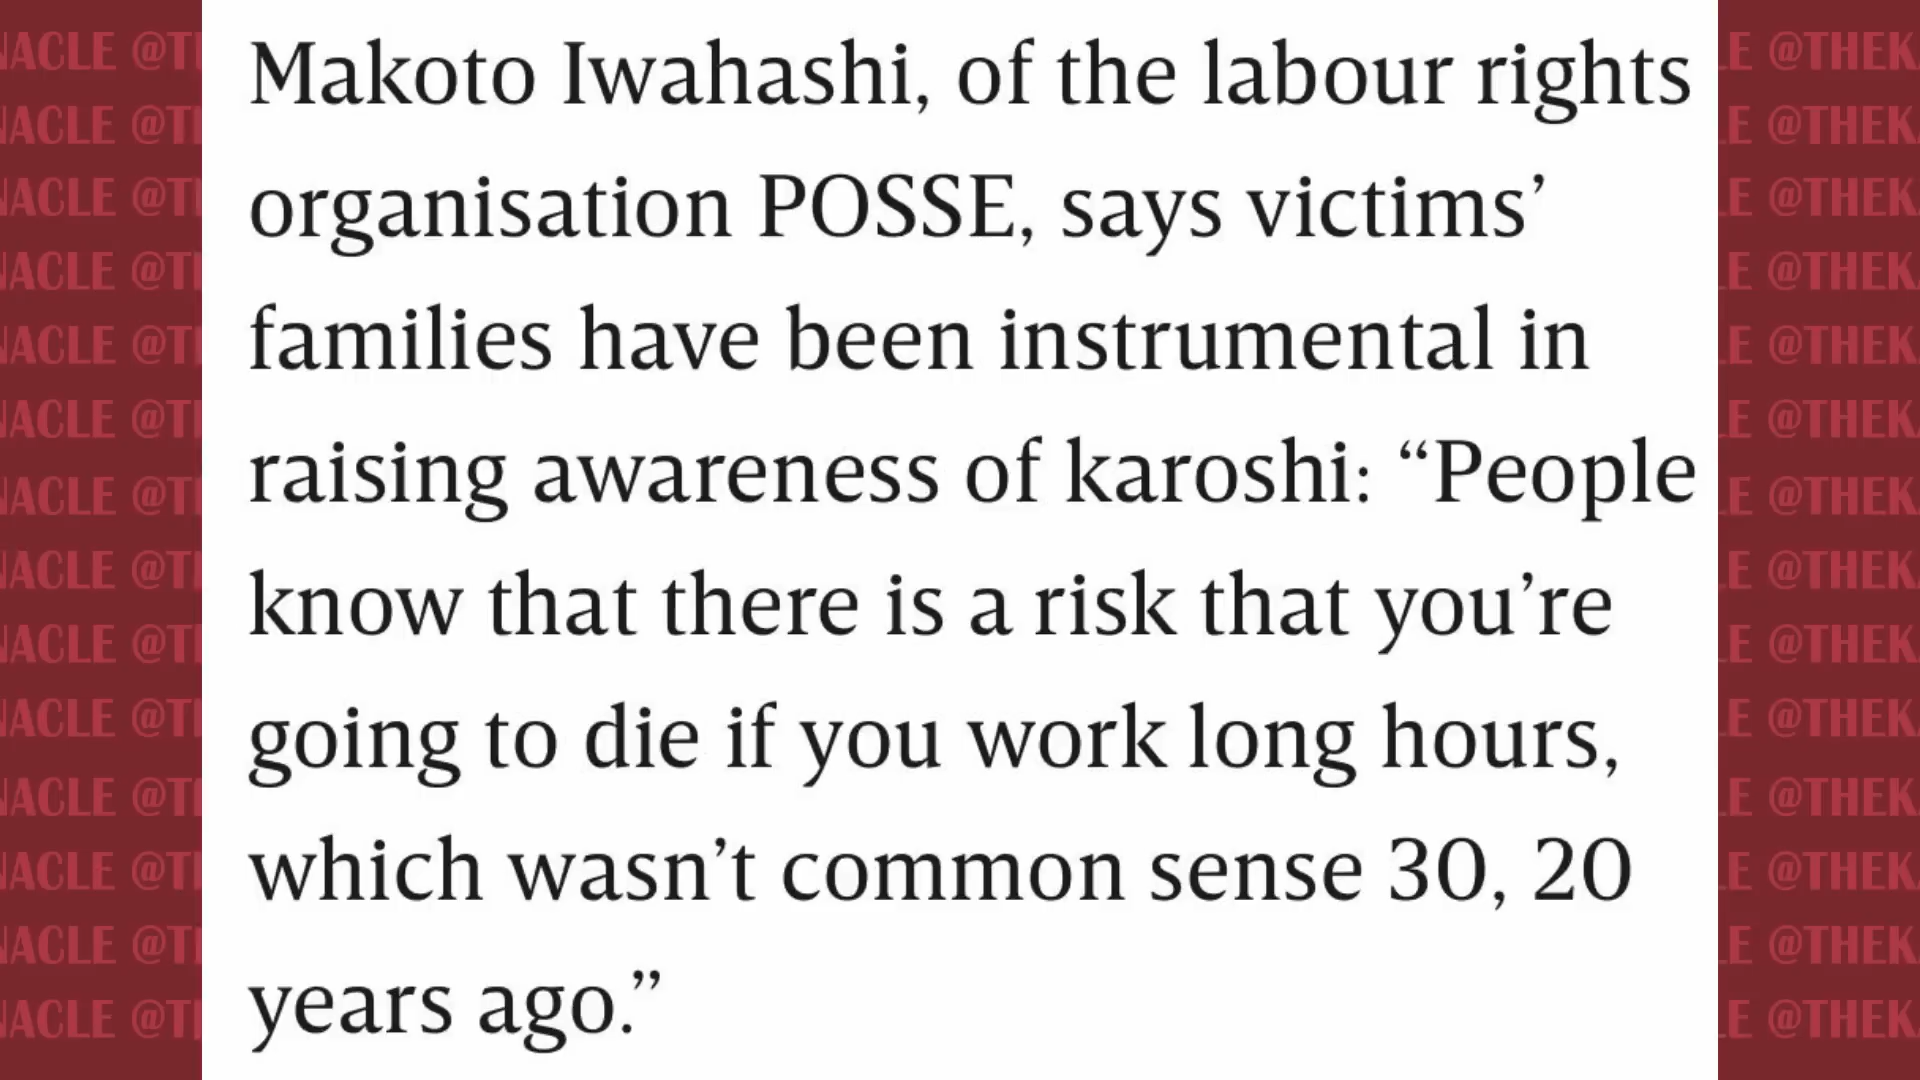 Makoto Iwahashi, of the labour rights
organisation POSSE, says victims’
families have been instrumental in
raising awareness of karoshi: “People
know that there is a risk that you’re
going to die if you work long hours,
which wasn’t common sense 30, 20
years ago.”